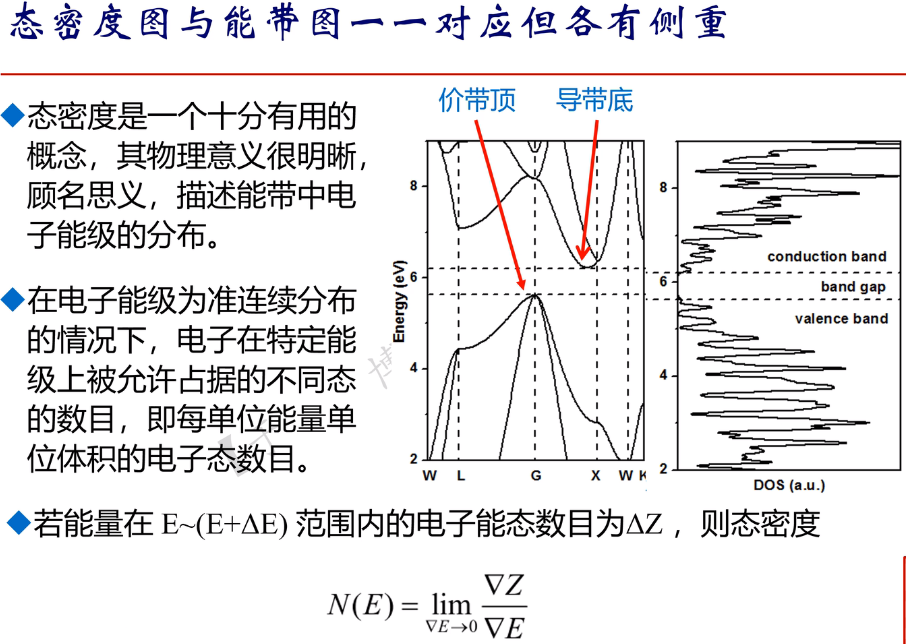 态密度图与能带图一一对应但各有侧重
◆态密度是一个十分有用的
概念，其物理意义很明晰，
顾名思义，描述能带中电
子能级的分布。
◆在电子能级为准连续分布
的情况下，电子在特定能
级上被允许占据的不同态
的数目，即每单位能量单
位体积的电子态数目。
价带顶 导带底
Energy (eV)
8
6
4
2
W L G X W K
8
6
4
2
conduction band
band gap
valence band
DOS (a.u.)
◆若能量在 E~(E+ΔE) 范围内的电子能态数目为ΔZ ，则态密度
N(E) = lim ∇E→0 ∇Z/∇E